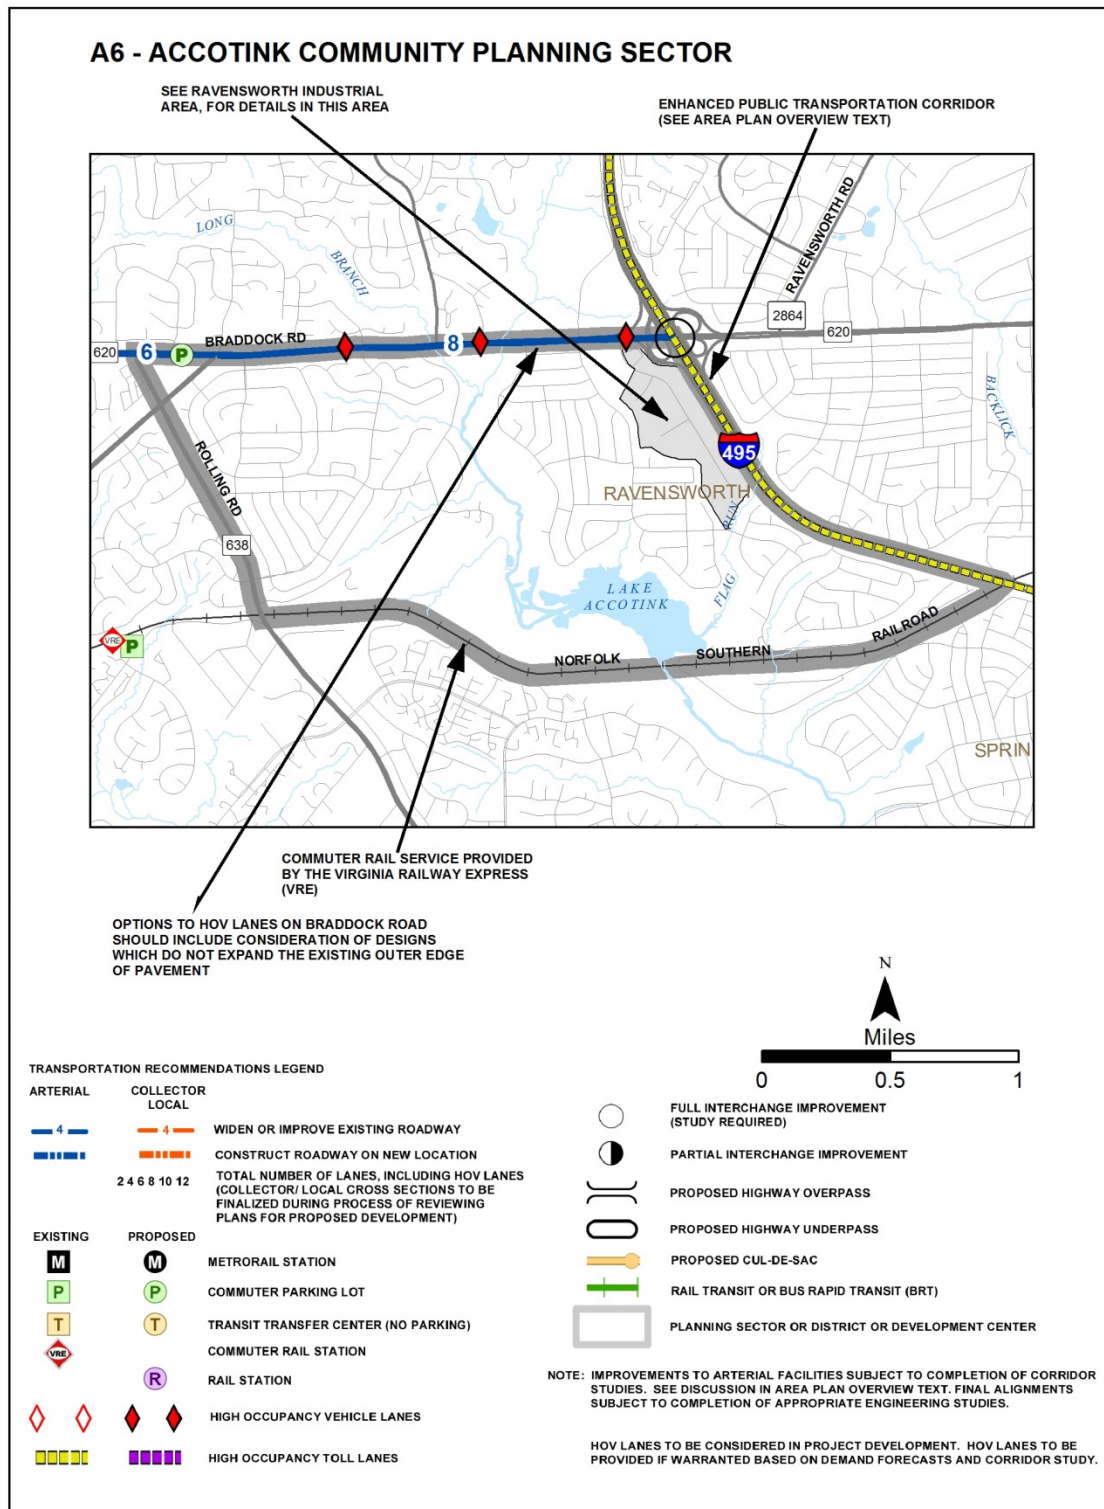 A6 - ACCOTINK COMMUNITY PLANNING SECTOR
SEE RAVENSWORTH INDUSTRIAL
AREA, FOR DETAILS IN THIS AREA
ENHANCED PUBLIC TRANSPORTATION CORRIDOR
(SEE AREA PLAN OVERVIEW TEXT)
LONG
BRANCH
RAVENSWORTH RD
2864
620
BRADDOCK RD
620
6
P
8
BACKLICK
ROLLING RD
495
RAVENSWORTH
RUN
638
LAKE
ACCOTINK
FLAG
VRE
P
NORFOLK
SOUTHERN
RAILROAD
SPRIN
COMMUTER RAIL SERVICE PROVIDED
BY THE VIRGINIA RAILWAY EXPRESS
(VRE)
OPTIONS TO HOV LANES ON BRADDOCK ROAD
SHOULD INCLUDE CONSIDERATION OF DESIGNS
WHICH DO NOT EXPAND THE EXISTING OUTER EDGE
OF PAVEMENT
N
Miles
0 0.5 1
TRANSPORTATION RECOMMENDATIONS LEGEND
ARTERIAL
COLLECTOR
LOCAL
4 4 WIDEN OR IMPROVE EXISTING ROADWAY
CONSTRUCT ROADWAY ON NEW LOCATION
2 4 6 8 10 12
TOTAL NUMBER OF LANES, INCLUDING HOV LANES
(COLLECTOR/ LOCAL CROSS SECTIONS TO BE
FINALIZED DURING PROCESS OF REVIEWING
PLANS FOR PROPOSED DEVELOPMENT)
EXISTING PROPOSED
M M METRORAIL STATION
P P COMMUTER PARKING LOT
T T TRANSIT TRANSFER CENTER (NO PARKING)
VRE COMMUTER RAIL STATION
R RAIL STATION
HIGH OCCUPANCY VEHICLE LANES
HIGH OCCUPANCY TOLL LANES
FULL INTERCHANGE IMPROVEMENT
(STUDY REQUIRED)
PARTIAL INTERCHANGE IMPROVEMENT
PROPOSED HIGHWAY OVERPASS
PROPOSED HIGHWAY UNDERPASS
PROPOSED CUL-DE-SAC
RAIL TRANSIT OR BUS RAPID TRANSIT (BRT)
PLANNING SECTOR OR DISTRICT OR DEVELOPMENT CENTER
NOTE: IMPROVEMENTS TO ARTERIAL FACILITIES SUBJECT TO COMPLETION OF CORRIDOR
STUDIES. SEE DISCUSSION IN AREA PLAN OVERVIEW TEXT. FINAL ALIGNMENTS
SUBJECT TO COMPLETION OF APPROPRIATE ENGINEERING STUDIES.
HOV LANES TO BE CONSIDERED IN PROJECT DEVELOPMENT. HOV LANES TO BE
PROVIDED IF WARRANTED BASED ON DEMAND FORECASTS AND CORRIDOR STUDY.